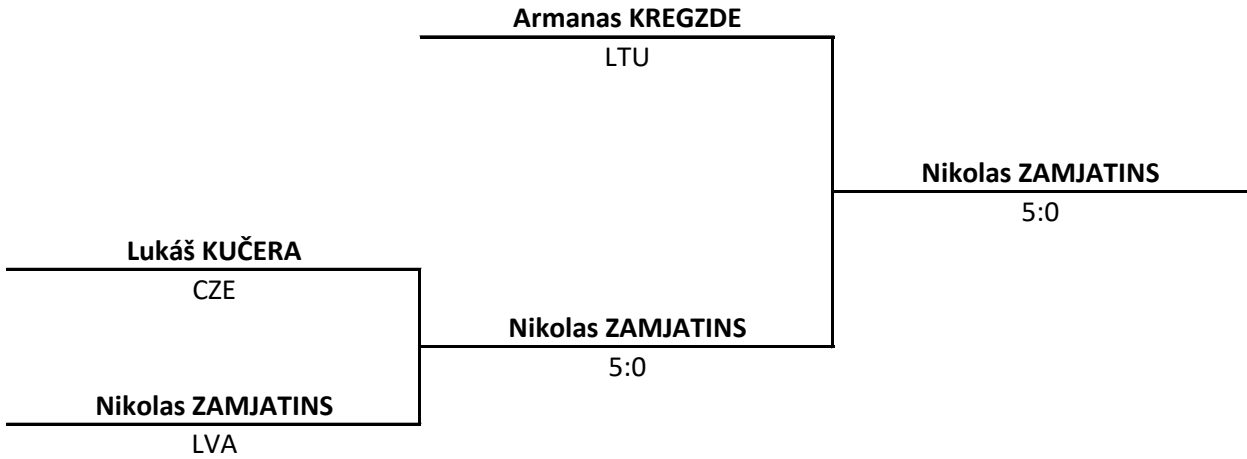 Armanas KREGZDE
LTU
Nikolas ZAMJATINS
5:0
Lukáš KUČERA
CZE
Nikolas ZAMJATINS
5:0
Nikolas ZAMJATINS
LVA